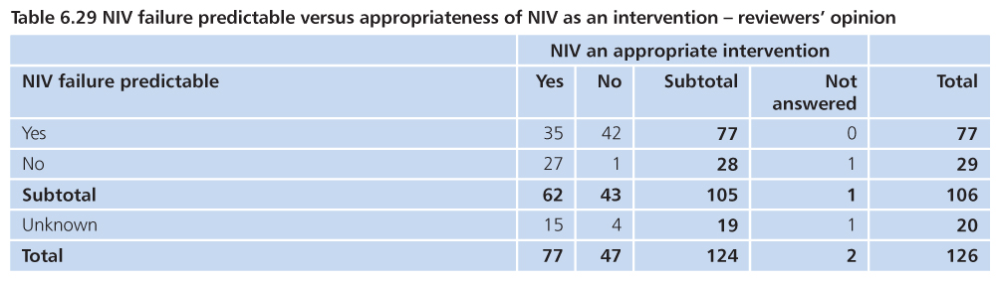 Table 6.29 NIV failure predictable versus appropriateness of NIV as an intervention – reviewers’ opinion
NIV an appropriate intervention
NIV failure predictable Yes No Subtotal Not answered Total
Yes 35 42 77 0 77
No 27 1 28 1 29
Subtotal 62 43 105 1 106
Unknown 15 4 19 1 20
Total 77 47 124 2 126